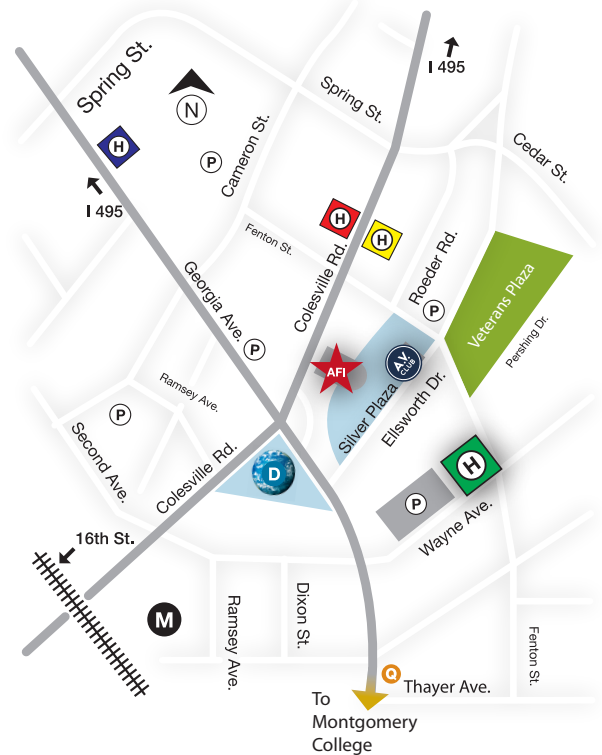 Spring St.
I 495
Spring St.
N
H
P
Cameron St.
Cedar St.
I 495
H
H
Fenton St.
Colesville Rd.
Roeder Rd.
Veterans Plaza
Georgia Ave.
P
P
Pershing Dr.
AFI
A.V.
CLUB
Silver Plaza
Ellsworth Dr.
Ramsey Ave.
P
Second Ave.
Colesville Rd.
D
H
P
Wayne Ave.
16th St.
M
Ramsey Ave.
Dixon St.
Fenton St.
Q
Thayer Ave.
To
Montgomery
College